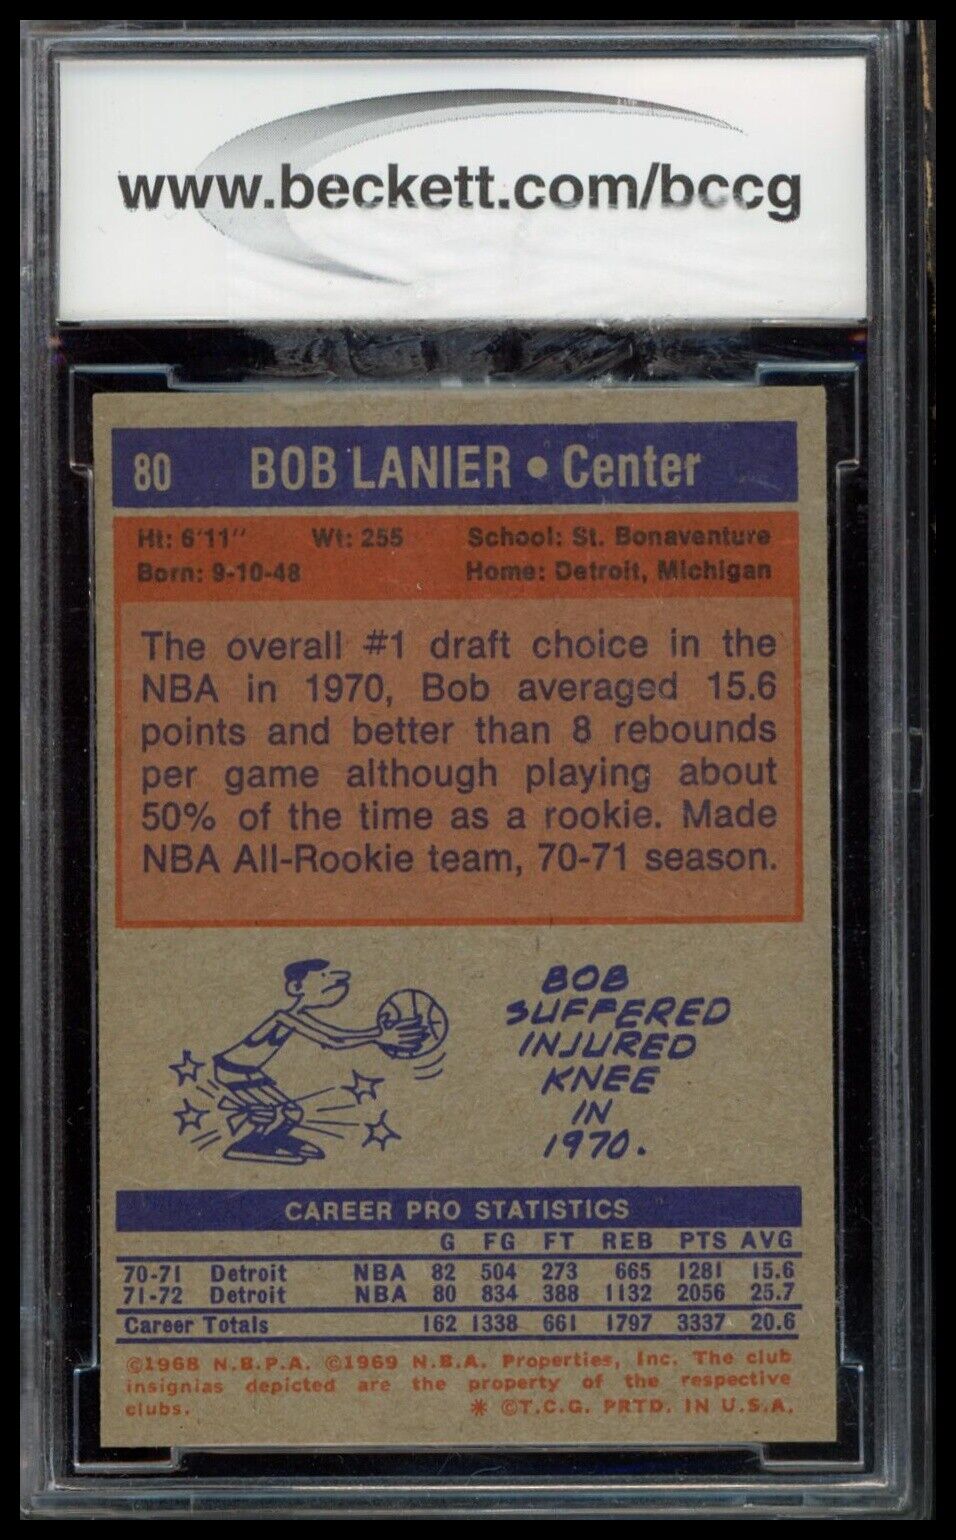 www.beckett.com/bccg
80 BOB LANIER • Center
Ht: 6'11" Wt: 255 School: St. Bonaventure
Born: 9-10-48 Home: Detroit, Michigan
The overall #1 draft choice in the
NBA in 1970, Bob averaged 15.6
points and better than 8 rebounds
per game although playing about
50% of the time as a rookie. Made
NBA All-Rookie team, 70-71 season.
BOB
SUFFERED
INJURED
KNEE
IN
1970.
CAREER PRO STATISTICS
G FG FT REB PTS AVG
70-71 Detroit NBA 82 504 273 665 1281 15.6
71-72 Detroit NBA 80 834 388 1132 2056 25.7
Career Totals 162 1338 661 1797 3337 20.6
©1968 N.B.P.A. ©1969 N.B.A. Properties, Inc. The club
insignias depicted are the property of the respective
clubs. * ©T.C.G. PRTD. IN U.S.A.